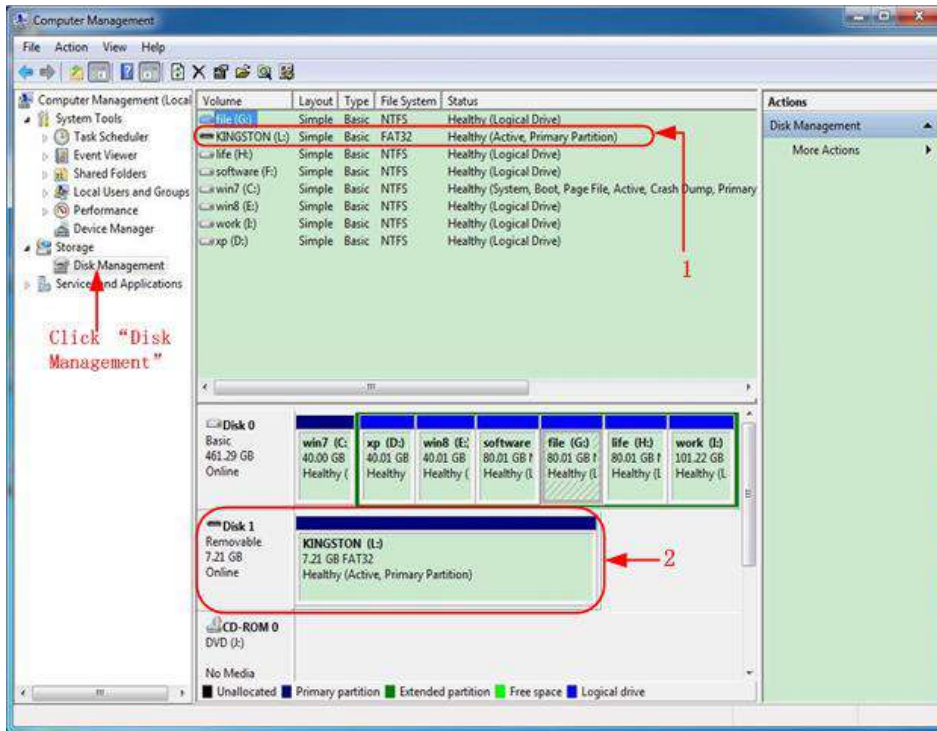 Computer Management
File Action View Help
Computer Management (Local
System Tools
Task Scheduler
Event Viewer
Shared Folders
Local Users and Groups
Performance
Device Manager
Storage
Disk Management
Services and Applications
Click “Disk
Management”
Volume Layout Type File System Status
file (G:) Simple Basic NTFS Healthy (Logical Drive)
KINGSTON (L:) Simple Basic FAT32 Healthy (Active, Primary Partition)
life (H:) Simple Basic NTFS Healthy (Logical Drive)
software (F:) Simple Basic NTFS Healthy (Logical Drive)
win7 (C:) Simple Basic NTFS Healthy (System, Boot, Page File, Active, Crash Dump, Primary
win8 (E:) Simple Basic NTFS Healthy (Logical Drive)
work (I:) Simple Basic NTFS Healthy (Logical Drive)
xp (D:) Simple Basic NTFS Healthy (Logical Drive)
1
Disk 0
Basic
461.29 GB
Online
win7 (C: xp (D:) win8 (E: software file (G:) life (H:) work (I:)
40.00 GB 40.01 GB 40.01 GB 80.01 GB N 80.01 GB N 80.01 GB N 101.22 GB
Healthy ( Healthy Healthy ( Healthy (L Healthy (L Healthy (L Healthy (L
Disk 1
Removable
7.21 GB
Online
KINGSTON (L:)
7.21 GB FAT32
Healthy (Active, Primary Partition)
2
CD-ROM 0
DVD (J:)
No Media
Unallocated Primary partition Extended partition Free space Logical drive
Actions
Disk Management
More Actions